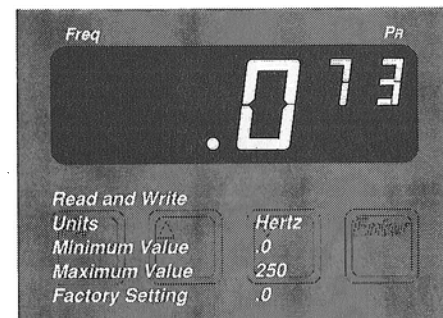 Freq PR
.0 73
Read and Write
Units Hertz
Minimum Value .0
Maximum Value 250
Factory Setting .0